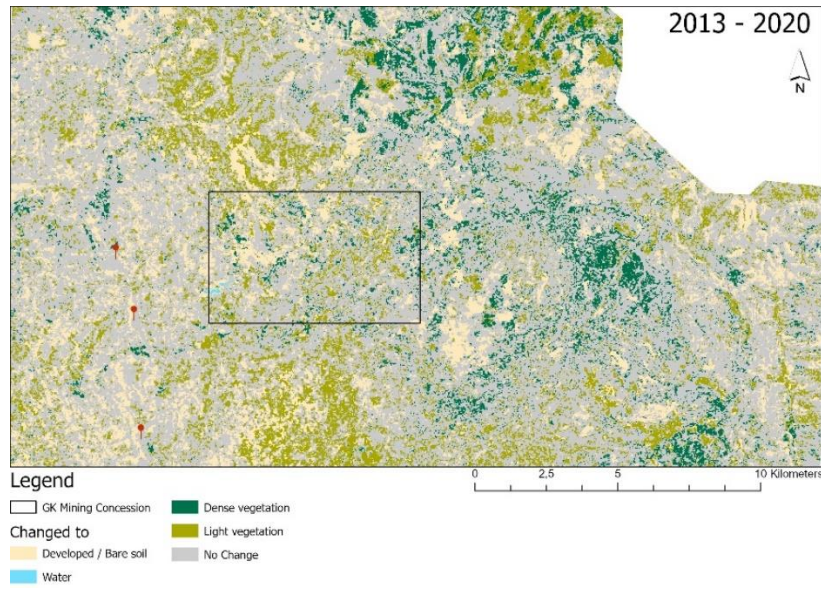 2013 - 2020
N
Legend
GK Mining Concession
Changed to
Developed / Bare soil
Water
Dense vegetation
Light vegetation
No Change
0 2,5 5 10 Kilometers